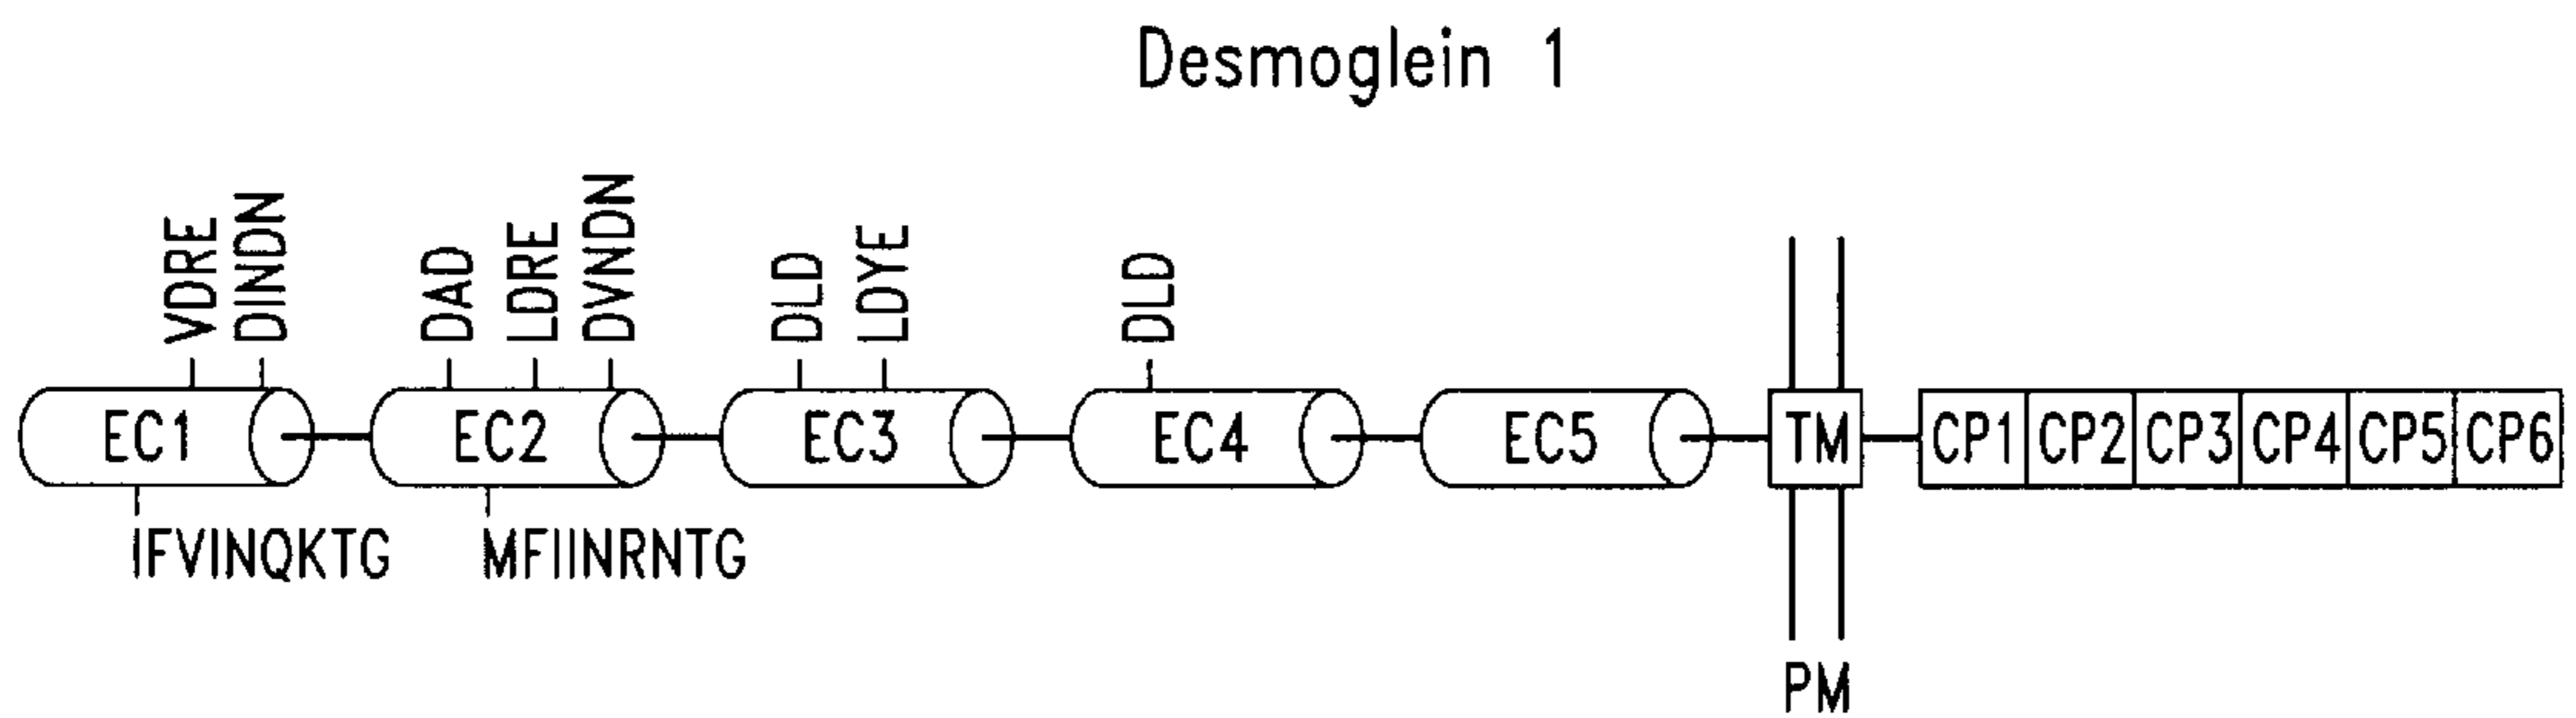 Desmoglein 1
VDRE
DINDN
DAD
LDRE
DVNDN
DLD
LDYE
DLD
EC1
EC2
EC3
EC4
EC5
TM
CP1
CP2
CP3
CP4
CP5
CP6
IFVINQKTG
MFIINRNTG
PM